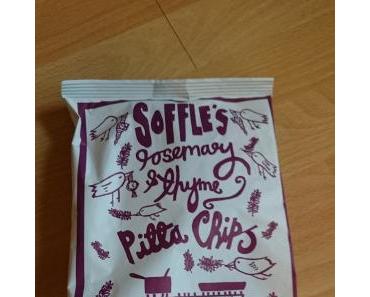 SOFFLE'S
rosemary
& thyme
Pitta Chips